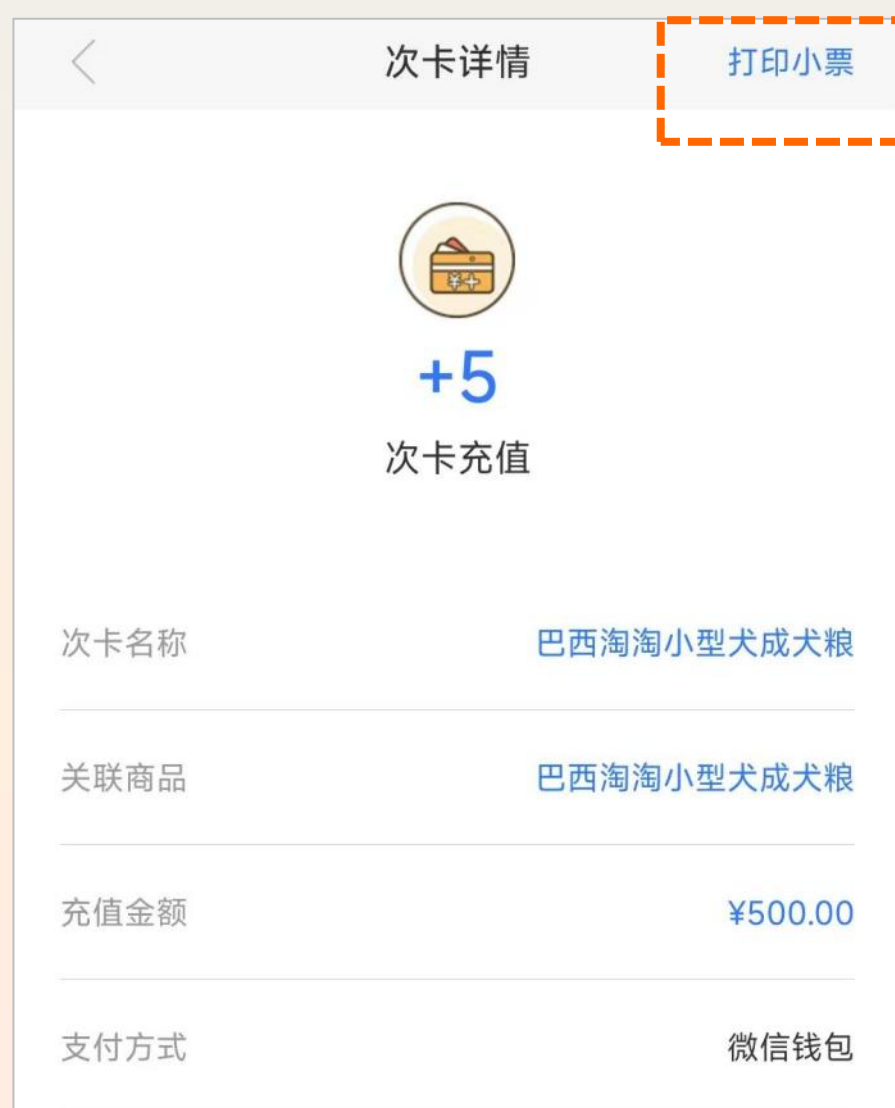 次卡详情 打印小票
¥+
+5
次卡充值
次卡名称 巴西淘淘小型犬成犬粮
关联商品 巴西淘淘小型犬成犬粮
充值金额 ¥500.00
支付方式 微信钱包